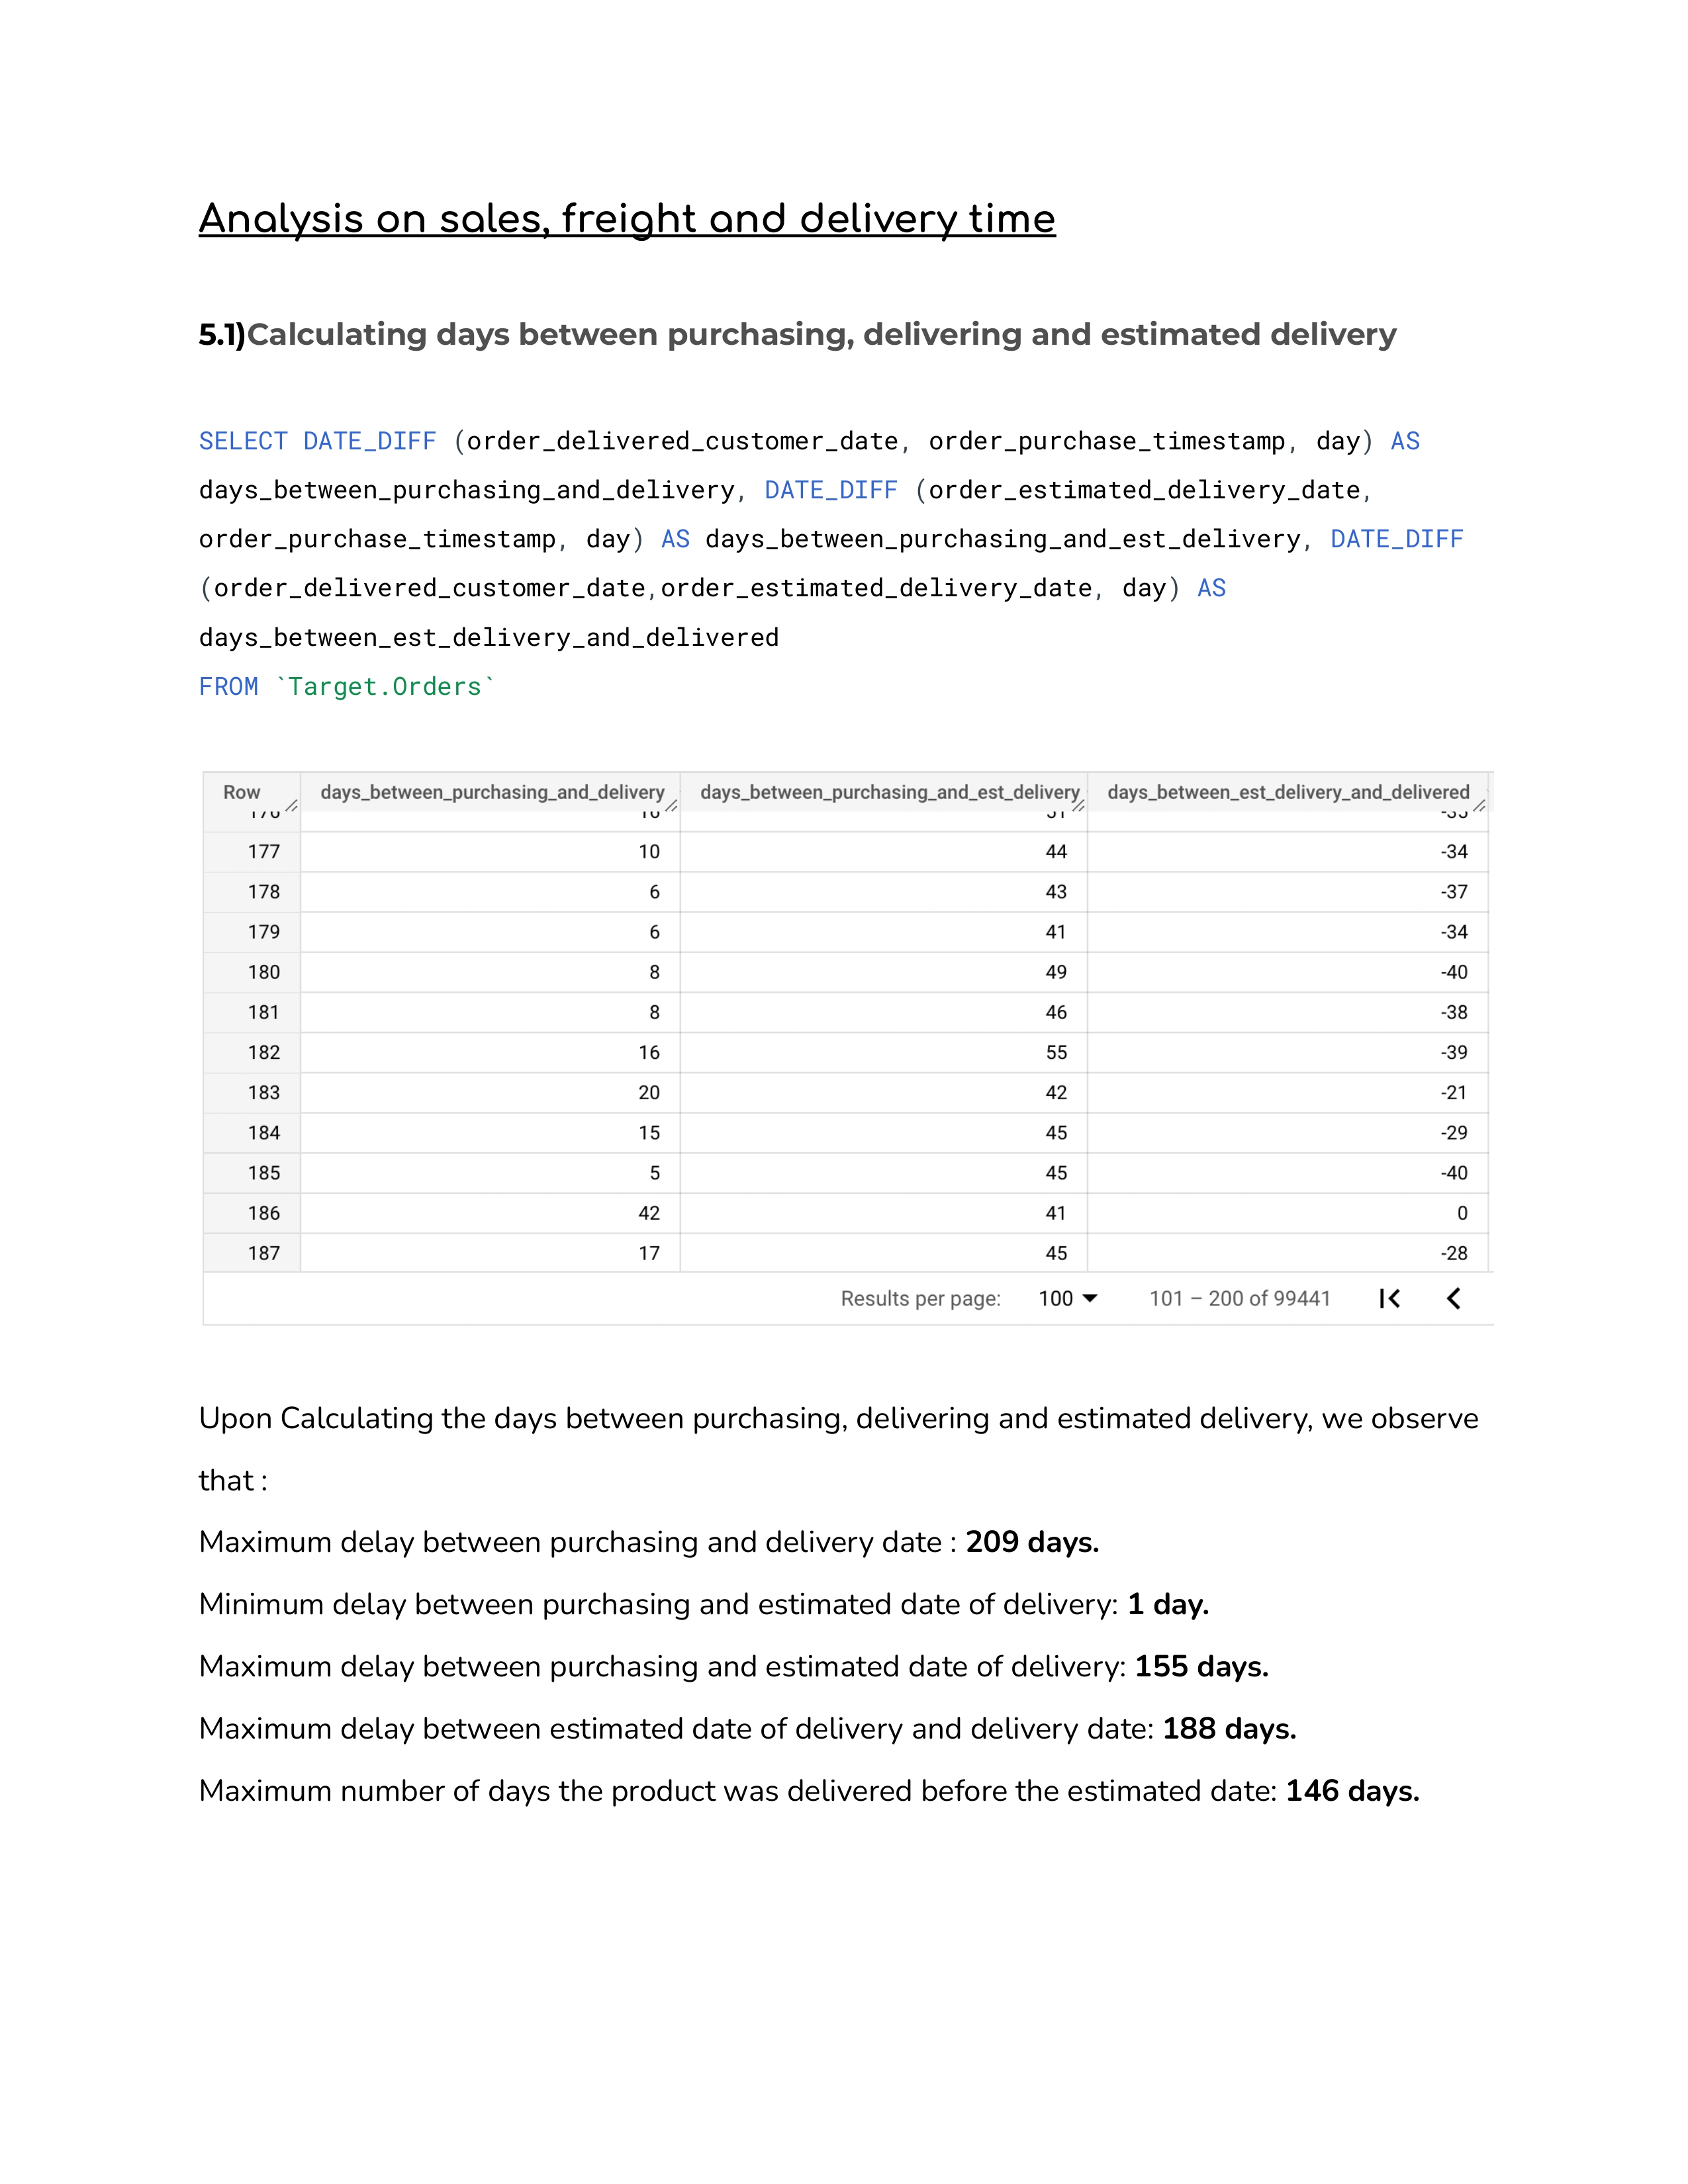 Analysis on sales, freight and delivery time
5.1)Calculating days between purchasing, delivering and estimated delivery
SELECT DATE_DIFF (order_delivered_customer_date, order_purchase_timestamp, day) AS
days_between_purchasing_and_delivery, DATE_DIFF (order_estimated_delivery_date,
order_purchase_timestamp, day) AS days_between_purchasing_and_est_delivery, DATE_DIFF
(order_delivered_customer_date,order_estimated_delivery_date, day) AS
days_between_est_delivery_and_delivered
FROM `Target.Orders`
Row days_between_purchasing_and_delivery days_between_purchasing_and_est_delivery days_between_est_delivery_and_delivered
177 10 44 -34
178 6 43 -37
179 6 41 -34
180 8 49 -40
181 8 46 -38
182 16 55 -39
183 20 42 -21
184 15 45 -29
185 5 45 -40
186 42 41 0
187 17 45 -28
Results per page: 100 101 – 200 of 99441
Upon Calculating the days between purchasing, delivering and estimated delivery, we observe
that :
Maximum delay between purchasing and delivery date : 209 days.
Minimum delay between purchasing and estimated date of delivery: 1 day.
Maximum delay between purchasing and estimated date of delivery: 155 days.
Maximum delay between estimated date of delivery and delivery date: 188 days.
Maximum number of days the product was delivered before the estimated date: 146 days.